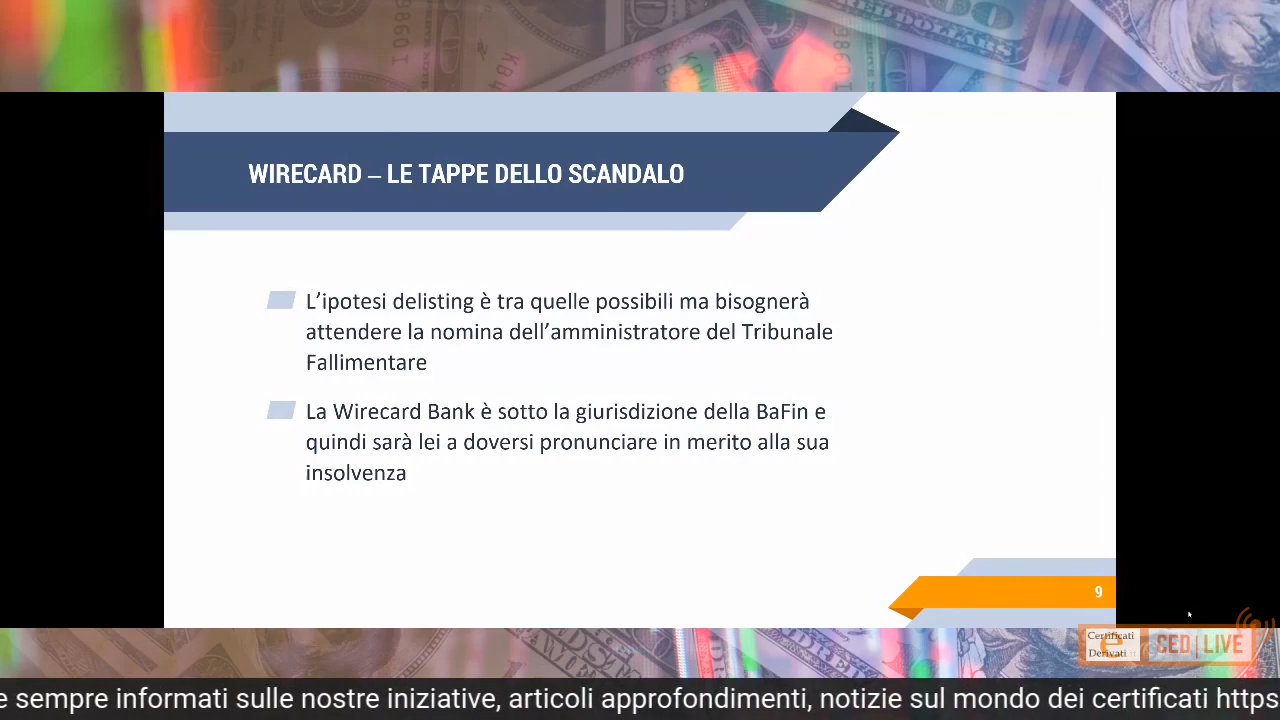 WIRECARD – LE TAPPE DELLO SCANDALO
L’ipotesi delisting è tra quelle possibili ma bisognerà
attendere la nomina dell’amministratore del Tribunale
Fallimentare
La Wirecard Bank è sotto la giurisdizione della BaFin e
quindi sarà lei a doversi pronunciare in merito alla sua
insolvenza
9
Certificati
Derivati
CED|LIVE
e sempre informati sulle nostre iniziative, articoli approfondimenti, notizie sul mondo dei certificati https